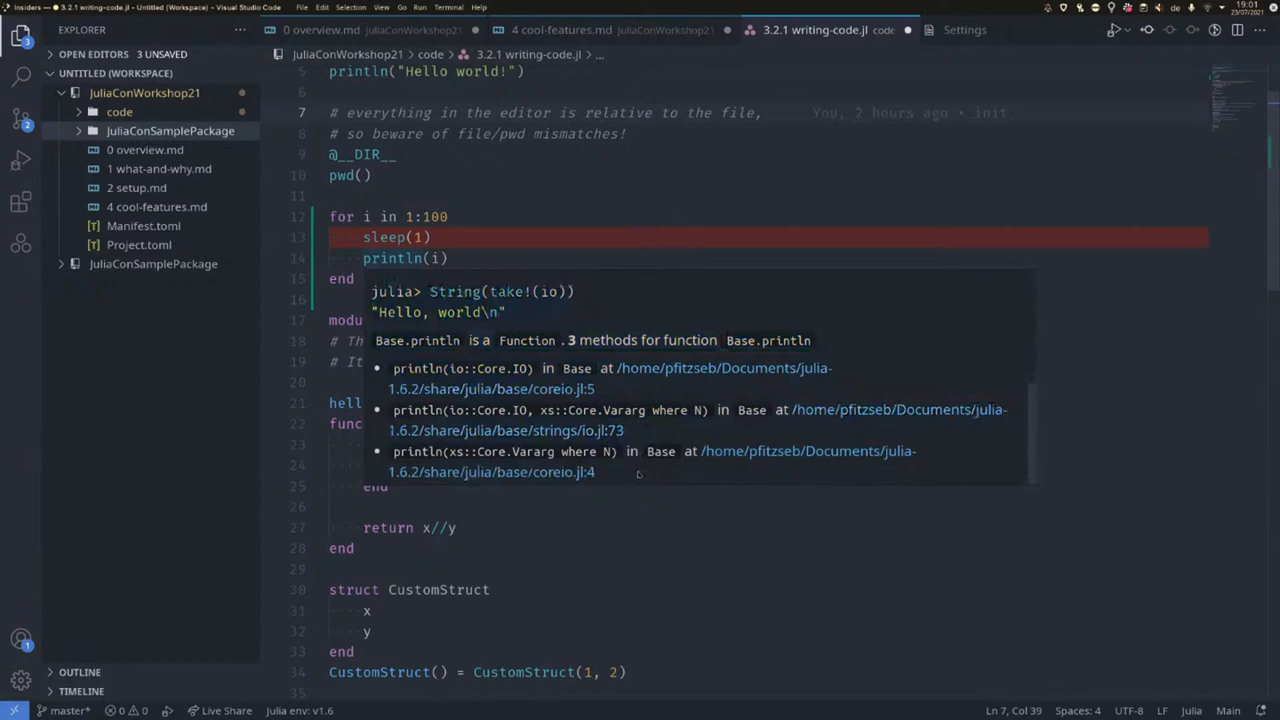 Insiders — ● 3.2.1 writing-code.jl - Untitled (Workspace) - Visual Studio Code
File Edit Selection View Go Run Terminal Help
de
19:01
23/07/2021
EXPLORER
0 overview.md JuliaConWorkshop21
4 cool-features.md JuliaConWorkshop21
3.2.1 writing-code.jl code
Settings
OPEN EDITORS 3 UNSAVED
UNTITLED (WORKSPACE)
JuliaConWorkshop21
code
JuliaConSamplePackage
0 overview.md
1 what-and-why.md
2 setup.md
4 cool-features.md
Manifest.toml
Project.toml
JuliaConSamplePackage
OUTLINE
TIMELINE
3
2
1
JuliaConWorkshop21 > code > 3.2.1 writing-code.jl > ...
5 println("Hello world!")
7 # everything in the editor is relative to the file, You, 2 hours ago • init
8 # so beware of file/pwd mismatches!
9 @__DIR__
10 pwd()
11
12 for i in 1:100
13 sleep(1)
14 println(i)
15 end
16
julia> String(take!(io))
"Hello, world\n"
Base.println is a Function . 3 methods for function Base.println
• println(io::Core.IO) in Base at /home/pfitzseb/Documents/julia-
1.6.2/share/julia/base/coreio.jl:5
• println(io::Core.IO, xs::Core.Vararg where N) in Base at /home/pfitzseb/Documents/julia-
1.6.2/share/julia/base/strings/io.jl:73
• println(xs::Core.Vararg where N) in Base at /home/pfitzseb/Documents/julia-
1.6.2/share/julia/base/coreio.jl:4
17 modu
18 # Th
19 # It
20
21 hell
22 func
23
24
25 end
26
27 return x//y
28 end
29
30 struct CustomStruct
31 x
32 y
33 end
34 CustomStruct() = CustomStruct(1, 2)
35
master* 0 0 Live Share Julia env: v1.6
Ln 7, Col 39 Spaces: 4 UTF-8 LF Julia Main